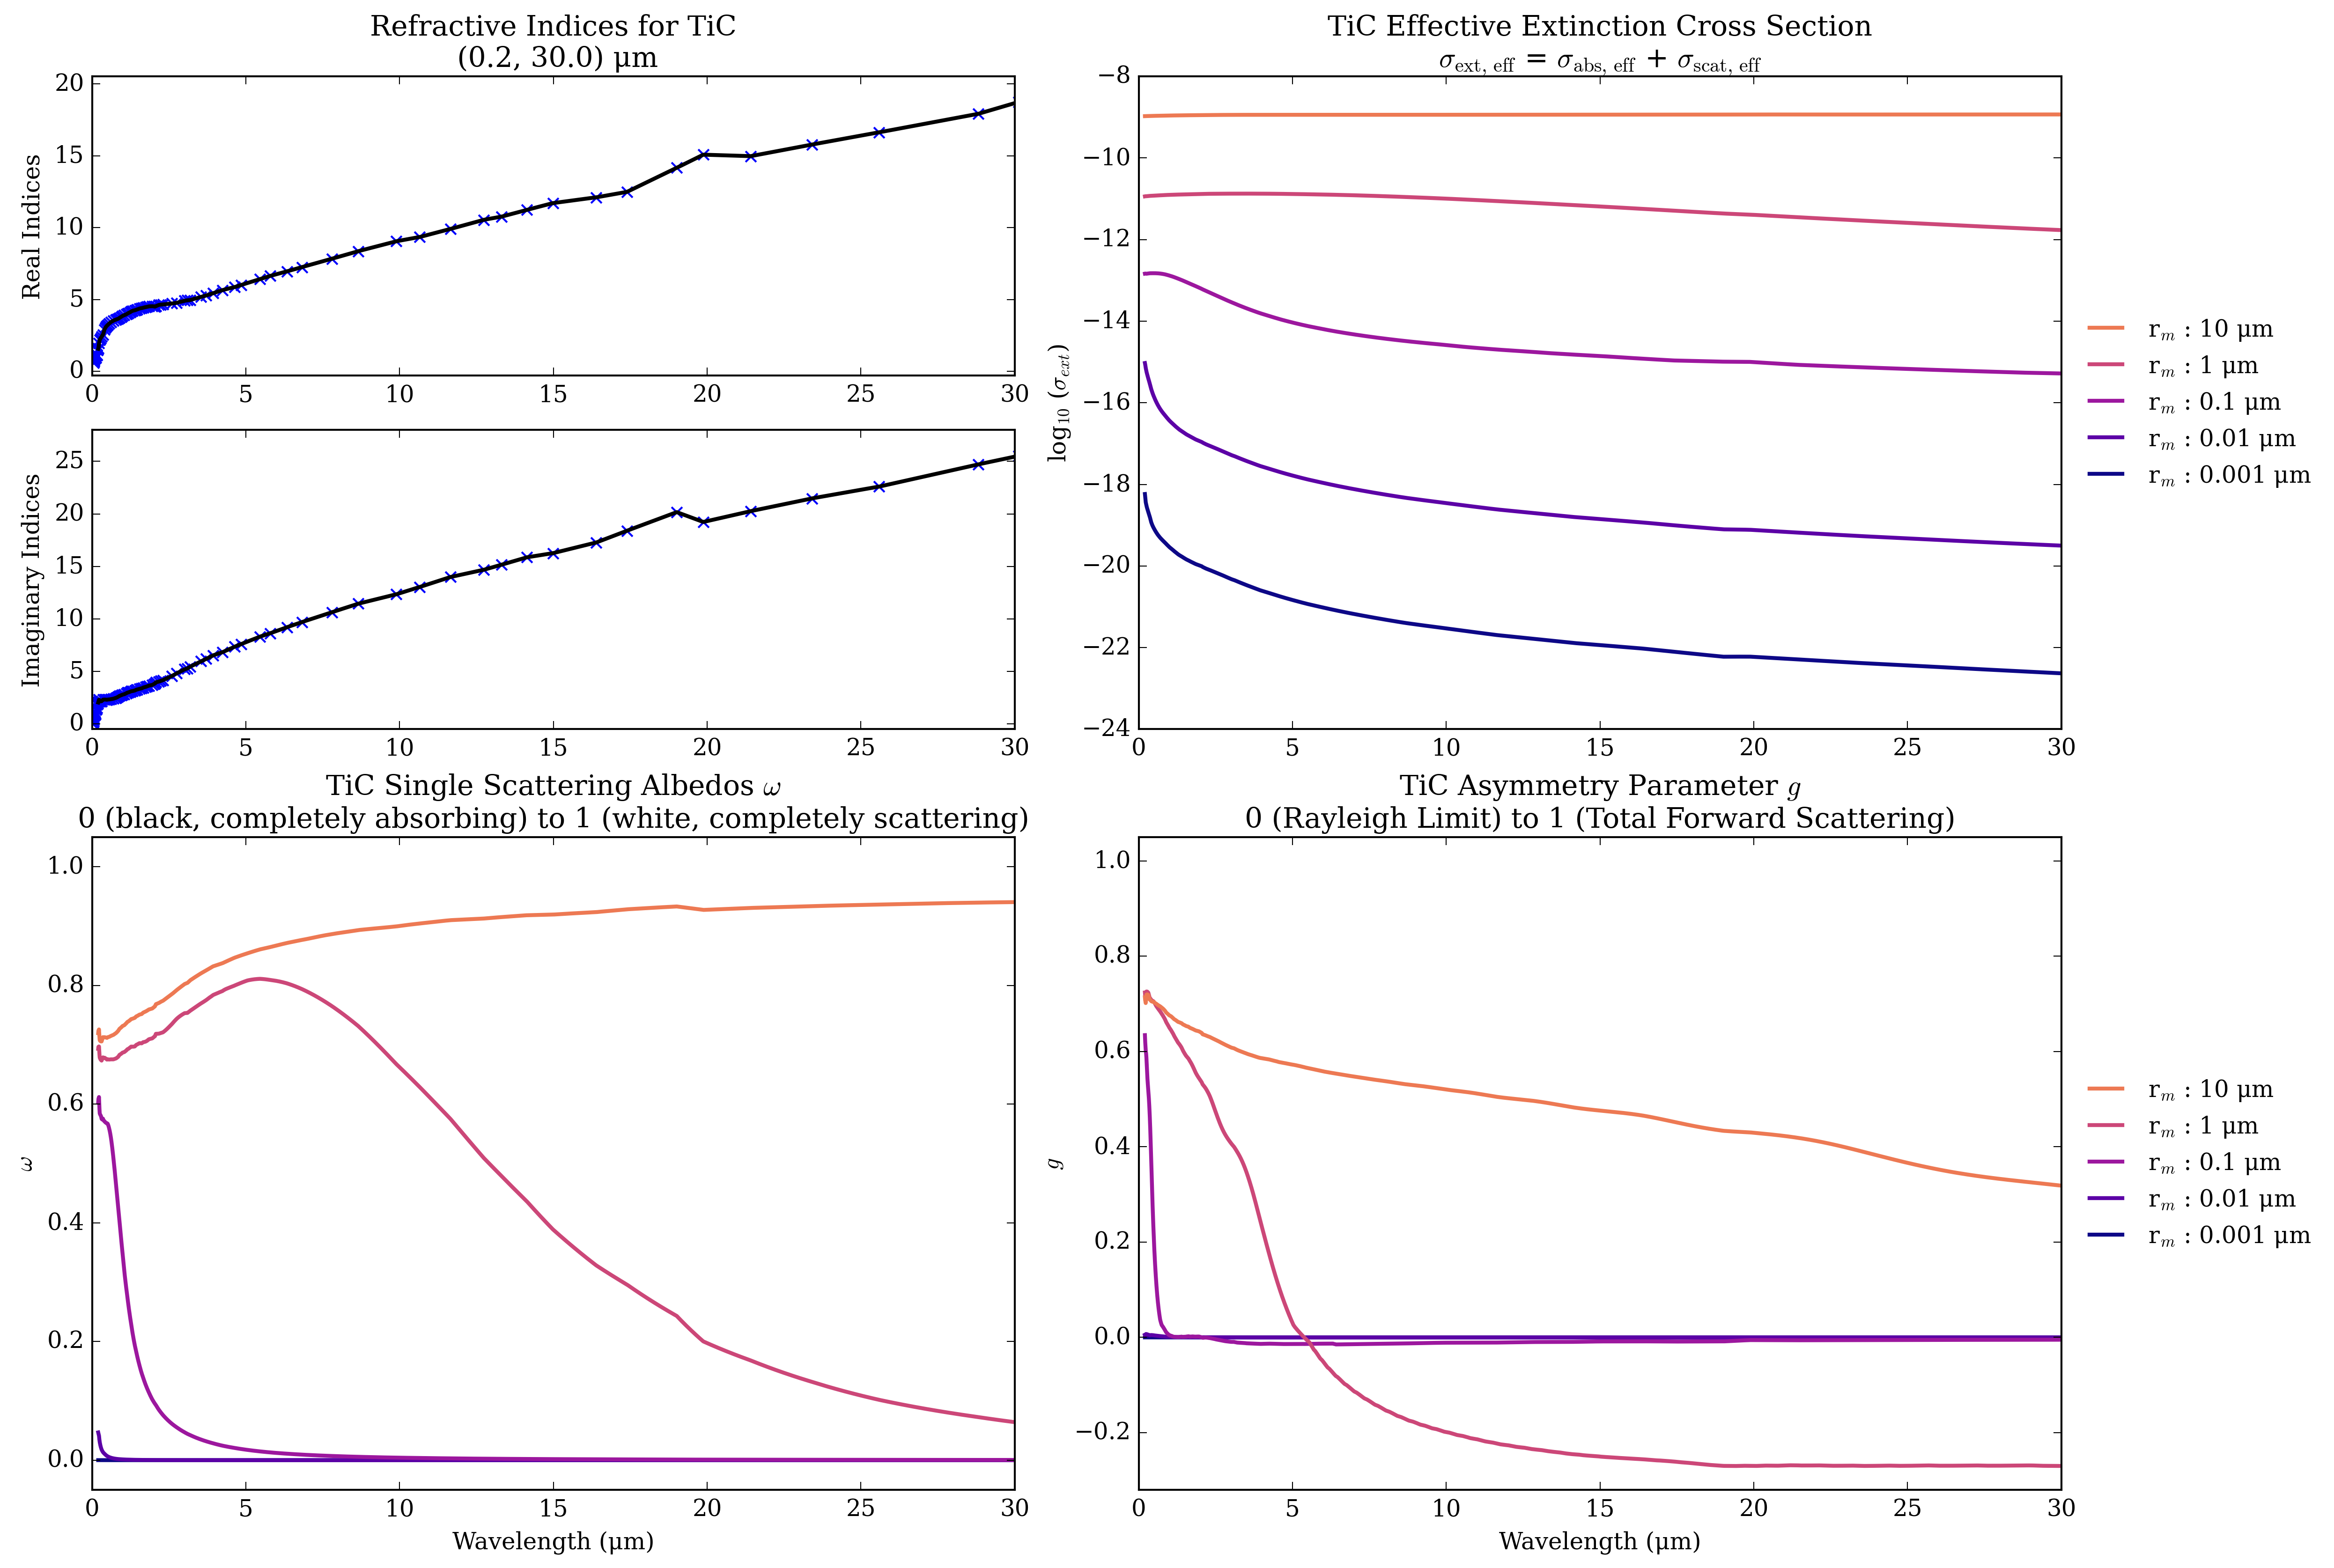 Refractive Indices for TiC
(0.2, 30.0) μm
Real Indices
20
15
10
5
0
0 5 10 15 20 25 30
Imaginary Indices
25
20
15
10
5
0
0 5 10 15 20 25 30
TiC Effective Extinction Cross Section
σext, eff = σabs, eff + σscat, eff
log10 (σext)
−8
−10
−12
−14
−16
−18
−20
−22
−24
0 5 10 15 20 25 30
rm : 10 μm
rm : 1 μm
rm : 0.1 μm
rm : 0.01 μm
rm : 0.001 μm
TiC Single Scattering Albedos ω
0 (black, completely absorbing) to 1 (white, completely scattering)
ω
1.0
0.8
0.6
0.4
0.2
0.0
0 5 10 15 20 25 30
Wavelength (μm)
TiC Asymmetry Parameter g
0 (Rayleigh Limit) to 1 (Total Forward Scattering)
g
1.0
0.8
0.6
0.4
0.2
0.0
−0.2
0 5 10 15 20 25 30
Wavelength (μm)
rm : 10 μm
rm : 1 μm
rm : 0.1 μm
rm : 0.01 μm
rm : 0.001 μm